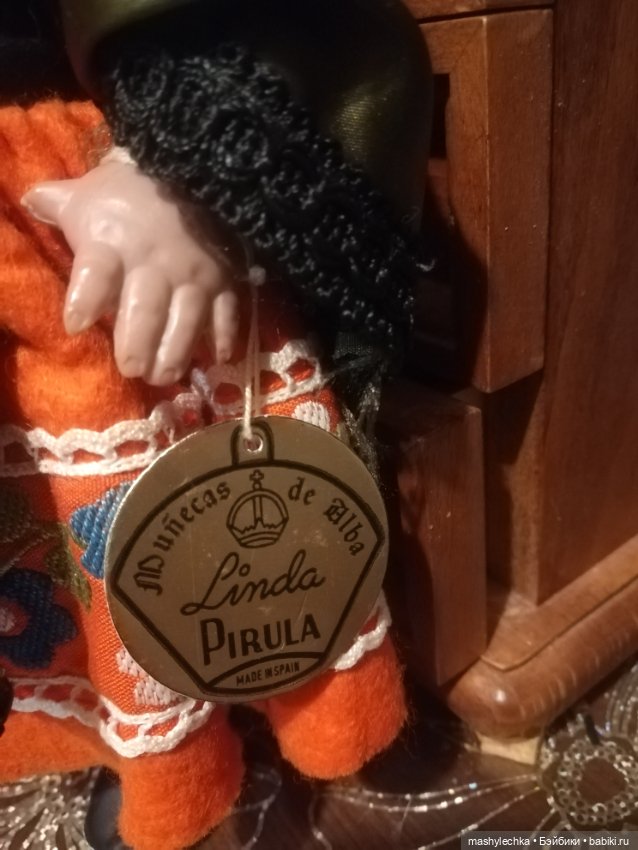 Muñecas de Alba
Linda
PIRULA
MADE IN SPAIN
mashylechka • Бэйбики • babiki.ru